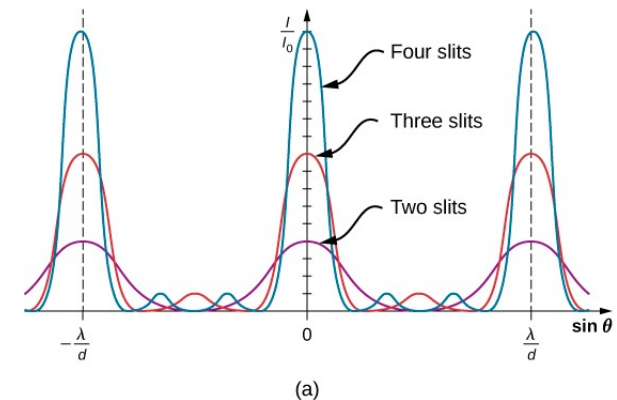 I/I₀
Four slits
Three slits
Two slits
−λ/d
0
λ/d
sin θ
(a)